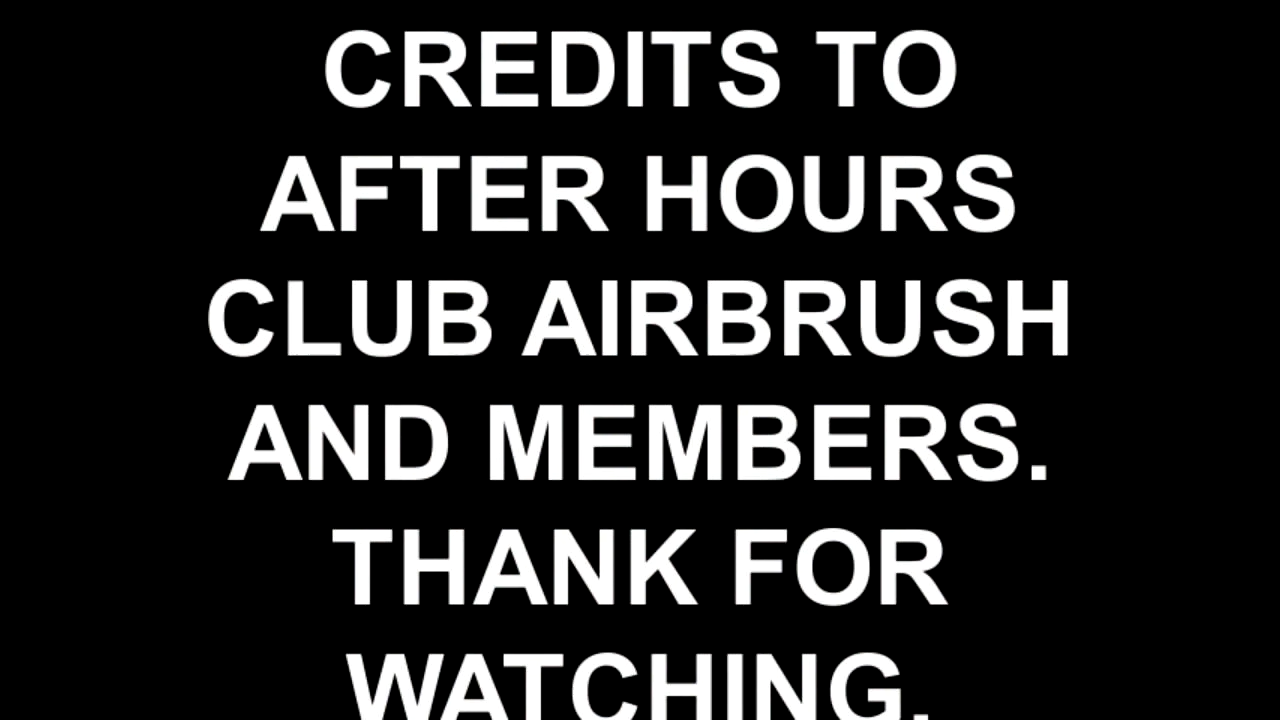 CREDITS TO
AFTER HOURS
CLUB AIRBRUSH
AND MEMBERS.
THANK FOR
WATCHING.